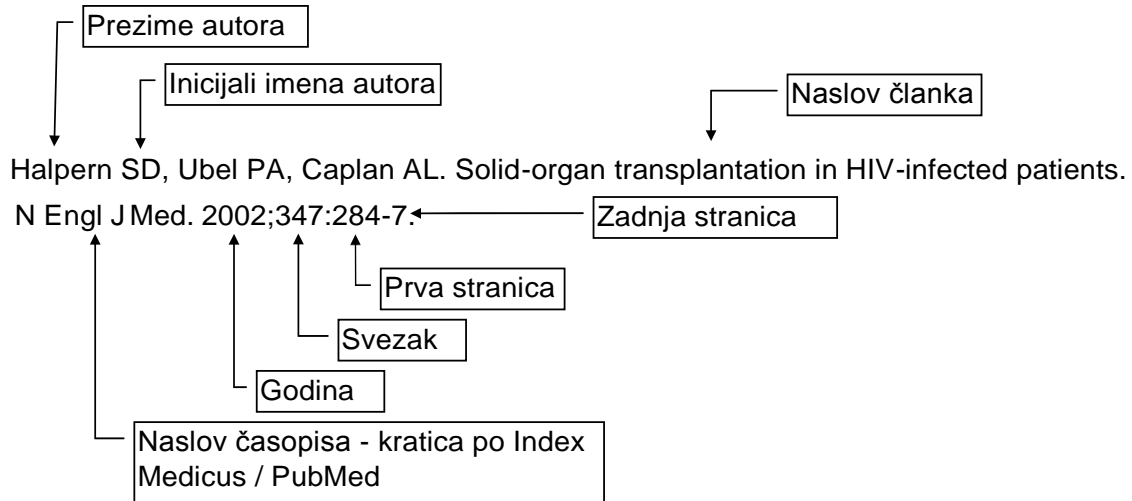 Prezime autora
Inicijali imena autora
Naslov članka
Halpern SD, Ubel PA, Caplan AL. Solid-organ transplantation in HIV-infected patients.
N Engl J Med. 2002;347:284-7.
Zadnja stranica
Prva stranica
Svezak
Godina
Naslov časopisa - kratica po Index
Medicus / PubMed